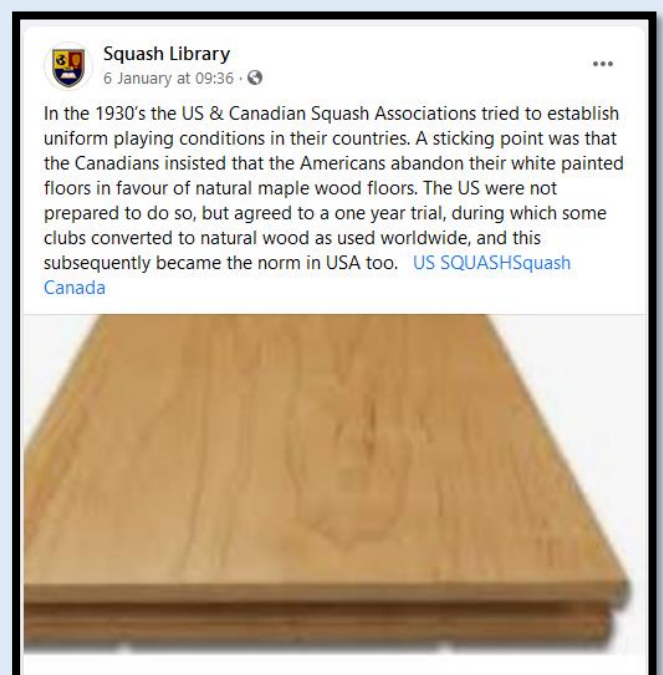 Squash Library
6 January at 09:36 ·
In the 1930's the US & Canadian Squash Associations tried to establish
uniform playing conditions in their countries. A sticking point was that
the Canadians insisted that the Americans abandon their white painted
floors in favour of natural maple wood floors. The US were not
prepared to do so, but agreed to a one year trial, during which some
clubs converted to natural wood as used worldwide, and this
subsequently became the norm in USA too. US SQUASHSquash
Canada